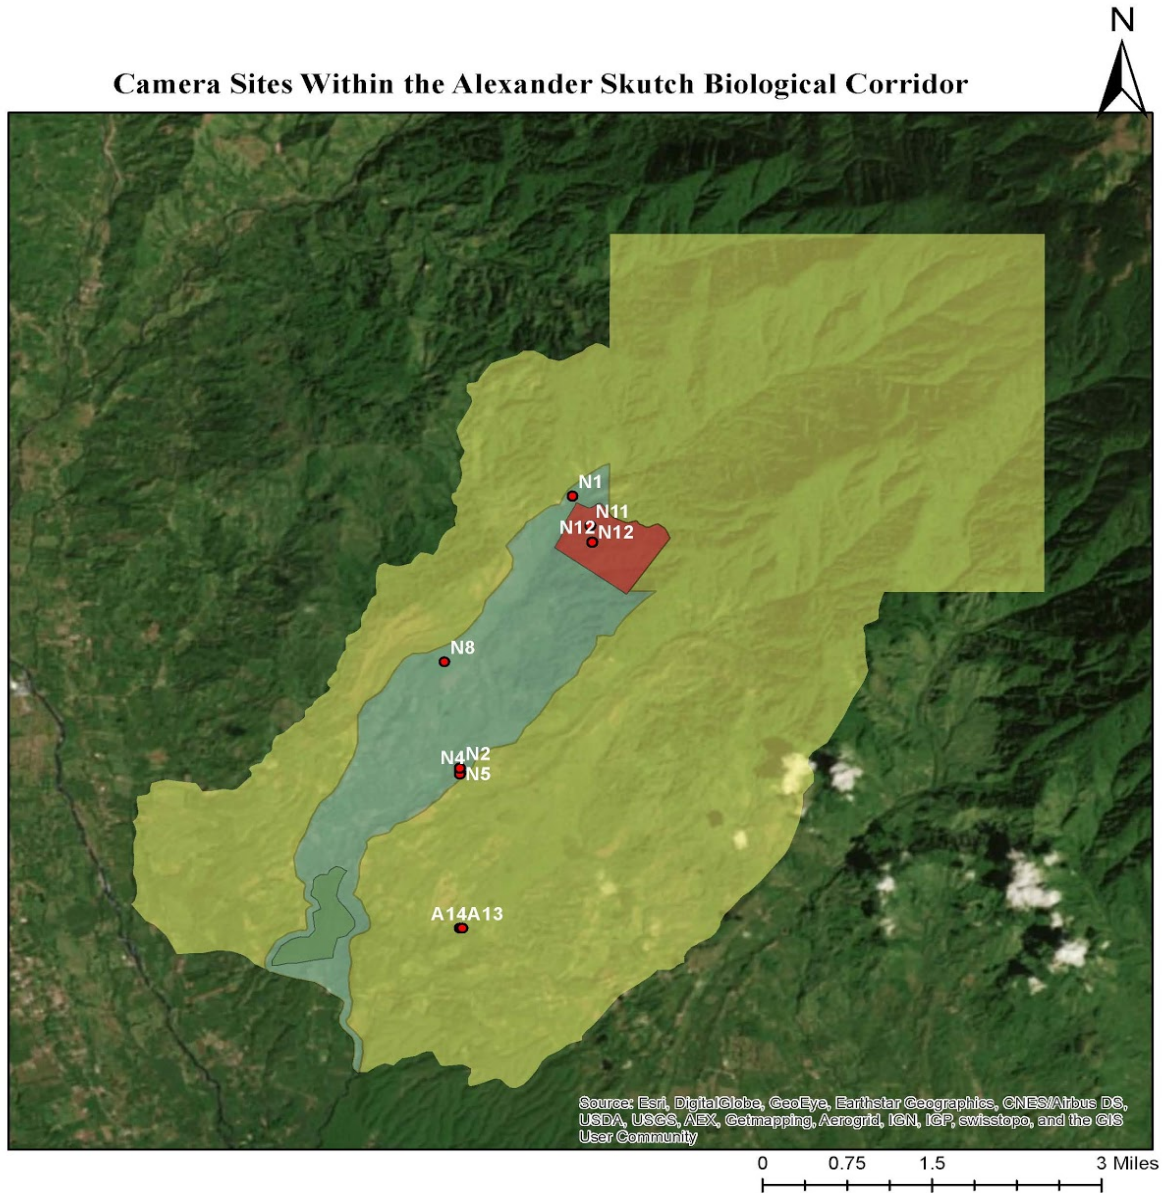 N
Camera Sites Within the Alexander Skutch Biological Corridor
N1
N11
N12
N12
N8
N4
N2
N5
A14
A13
Source: Esri, DigitalGlobe, GeoEye, Earthstar Geographics, CNES/Airbus DS,
USDA, USGS, AEX, Getmapping, Aerogrid, IGN, IGP, swisstopo, and the GIS
User Community
0 0.75 1.5 3 Miles